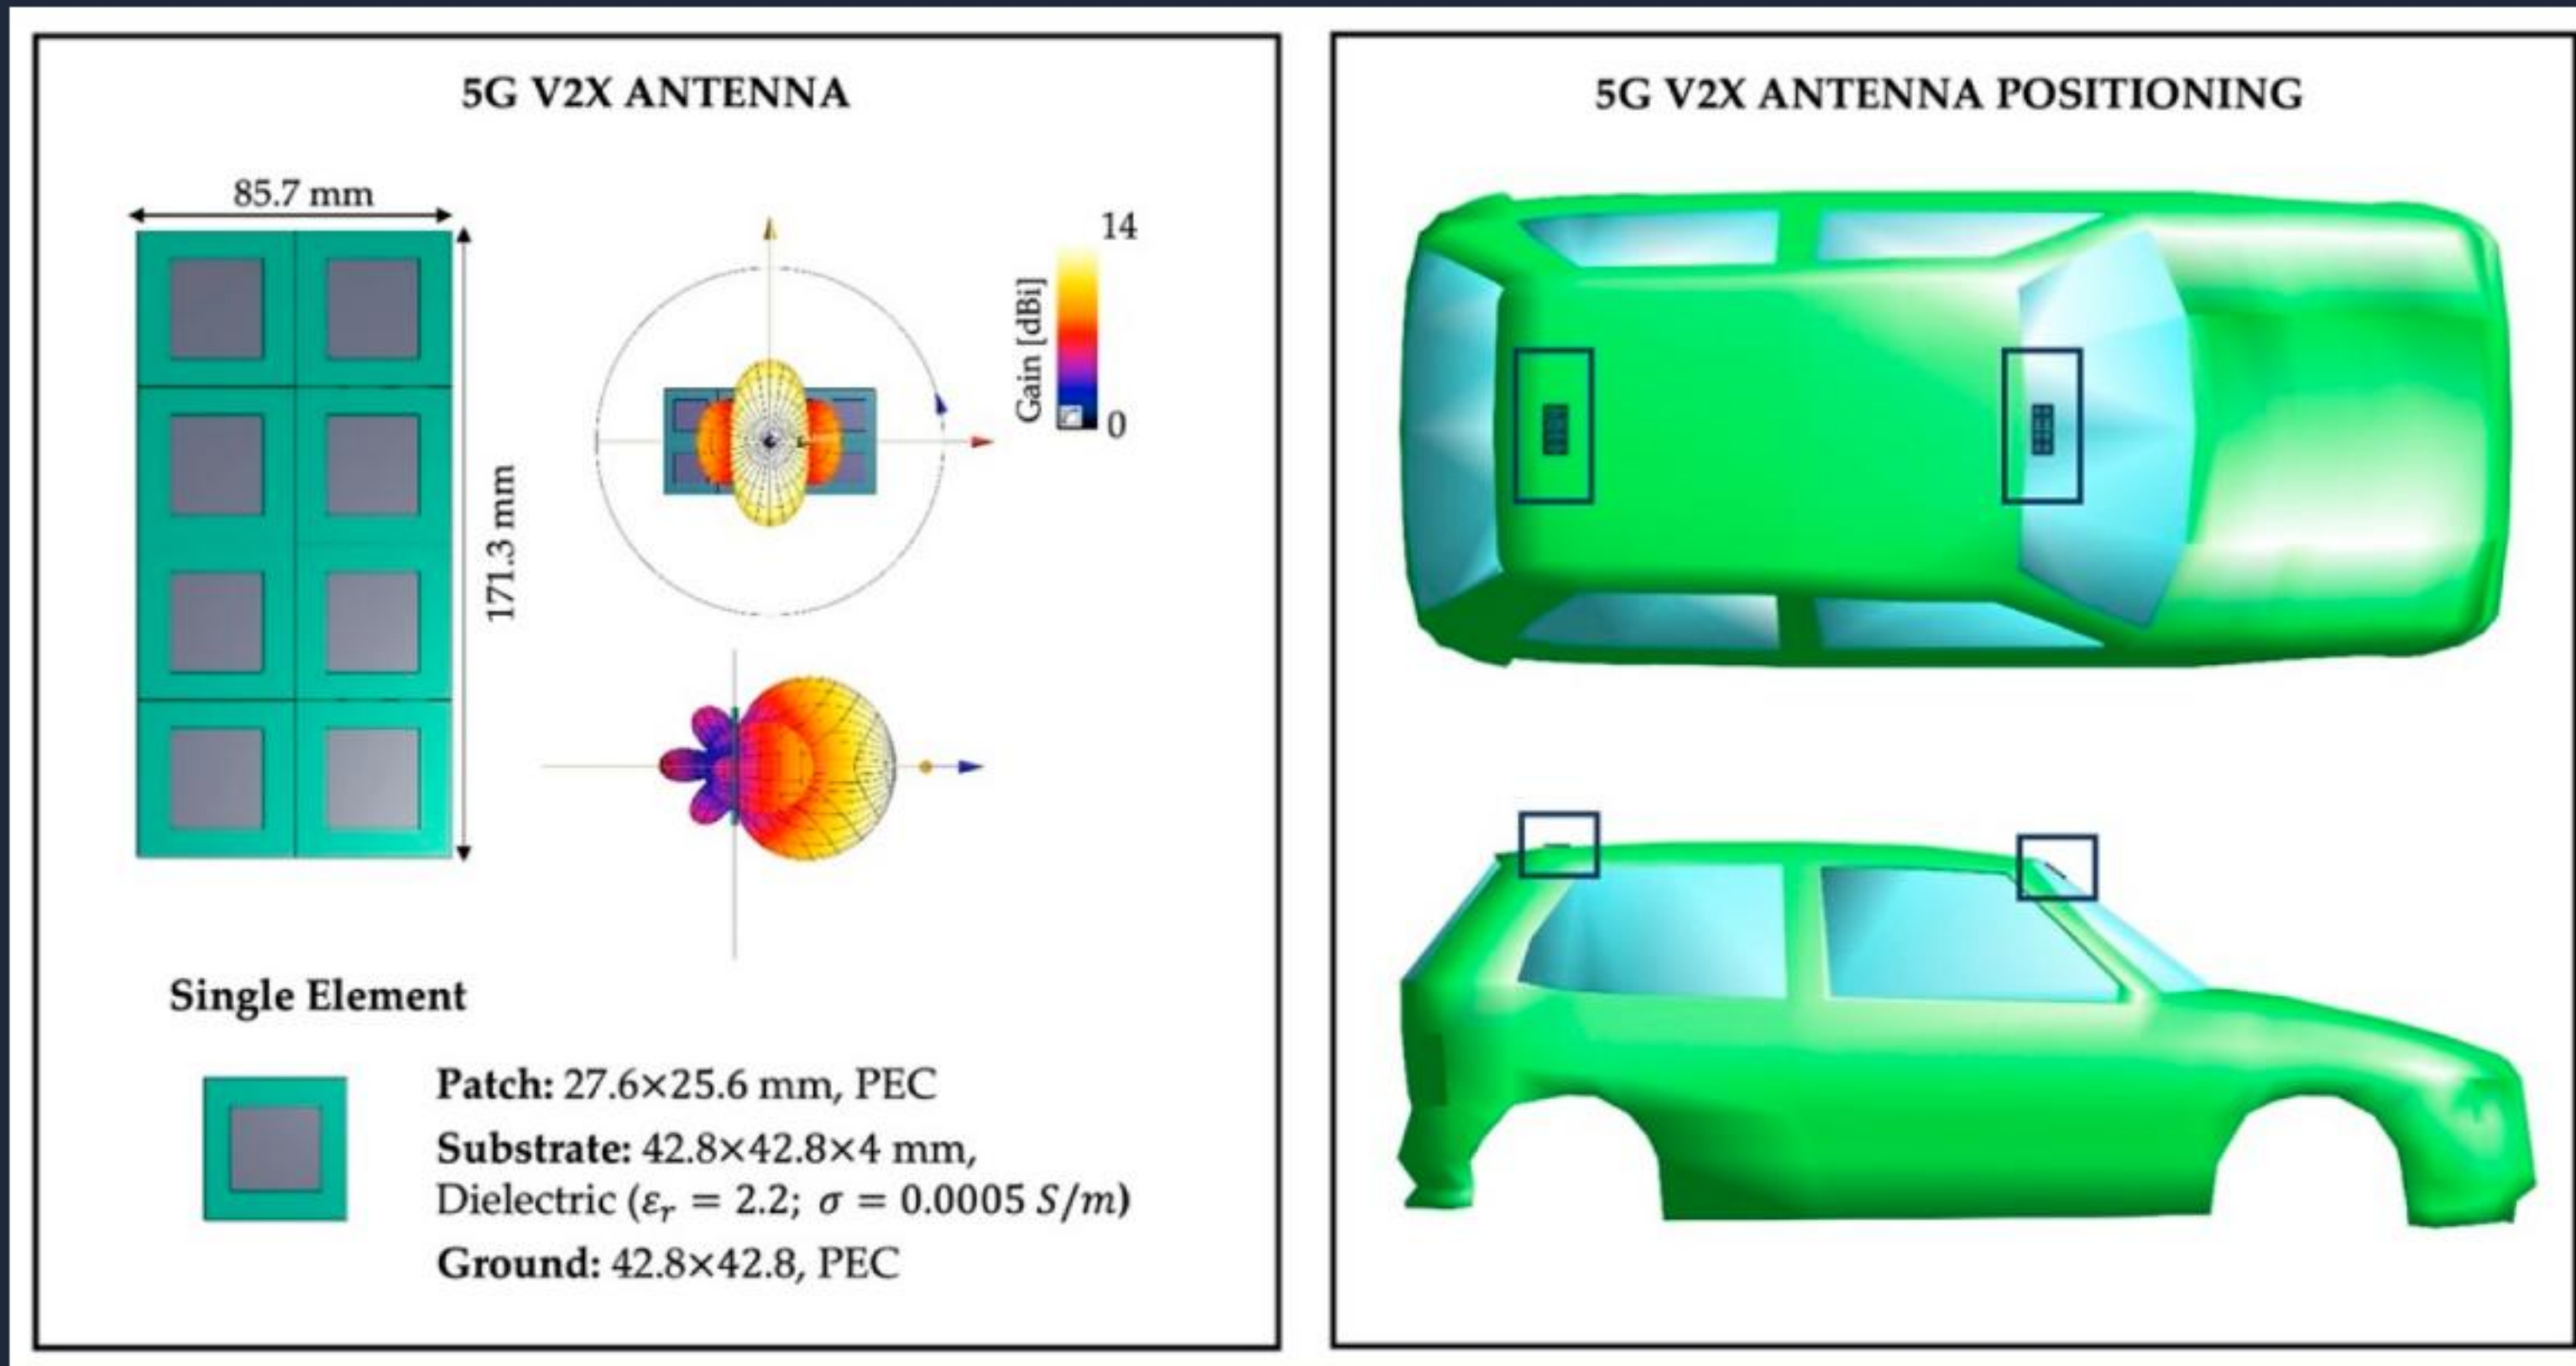 5G V2X ANTENNA
85.7 mm
171.3 mm
14
Gain [dBi]
0
Single Element
Patch: 27.6×25.6 mm, PEC
Substrate: 42.8×42.8×4 mm,
Dielectric (εᵣ = 2.2; σ = 0.0005 S/m)
Ground: 42.8×42.8, PEC
5G V2X ANTENNA POSITIONING